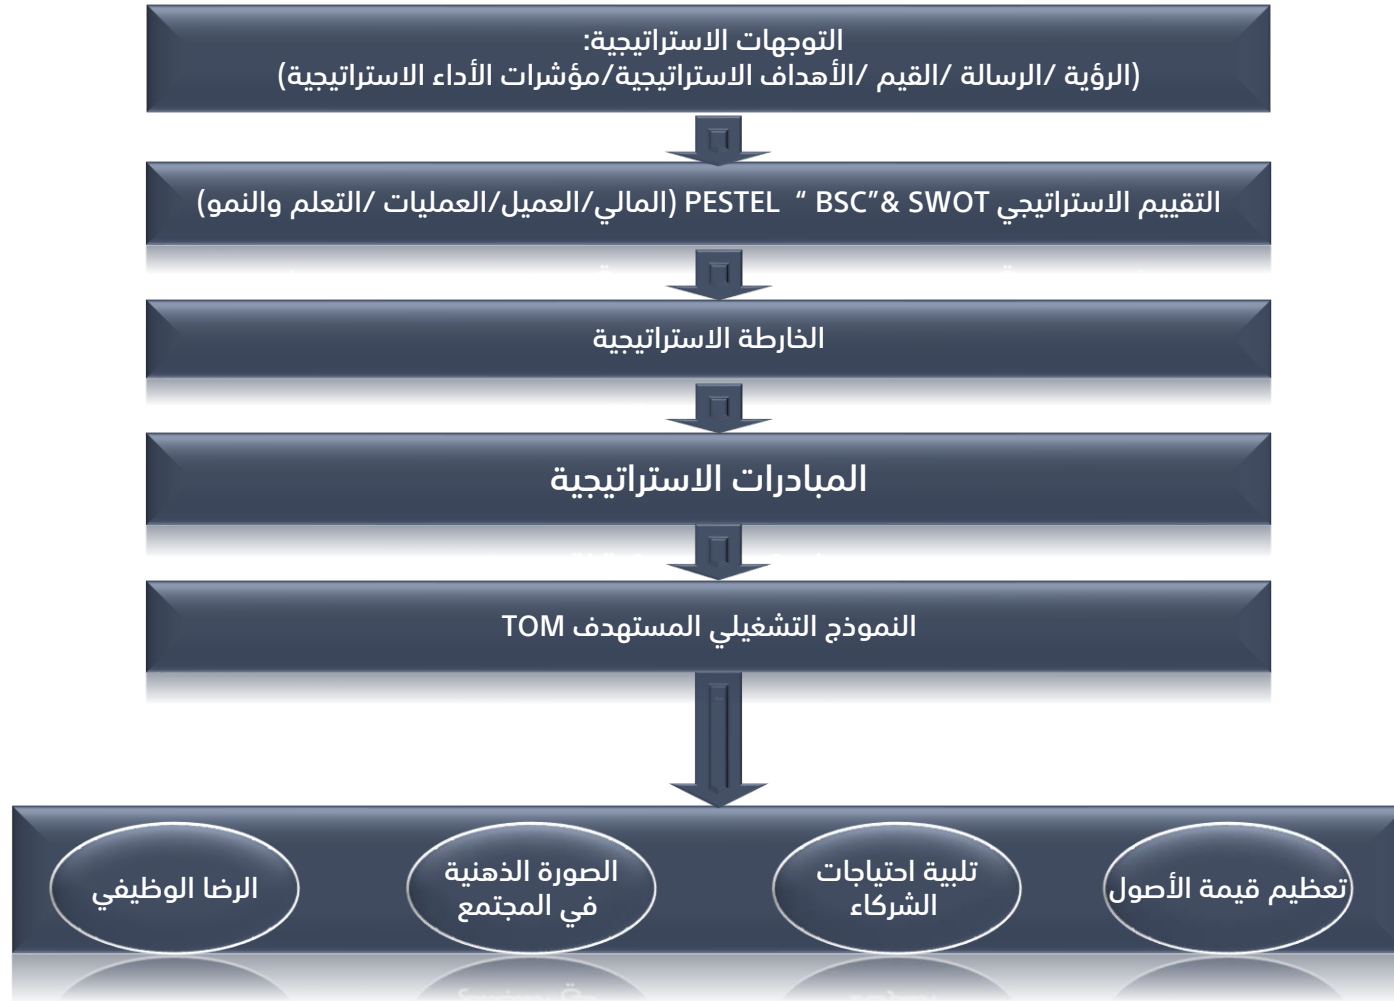 التوجهات الاستراتيجية:
(الرؤية /الرسالة /القيم /الأهداف الاستراتيجية/مؤشرات الأداء الاستراتيجية)
التقييم الاستراتيجي PESTEL “ BSC”& SWOT (المالي/العميل/العمليات /التعلم والنمو)
الخارطة الاستراتيجية
المبادرات الاستراتيجية
النموذج التشغيلي المستهدف TOM
تعظيم قيمة الأصول
تلبية احتياجات
الشركاء
الصورة الذهنية
في المجتمع
الرضا الوظيفي